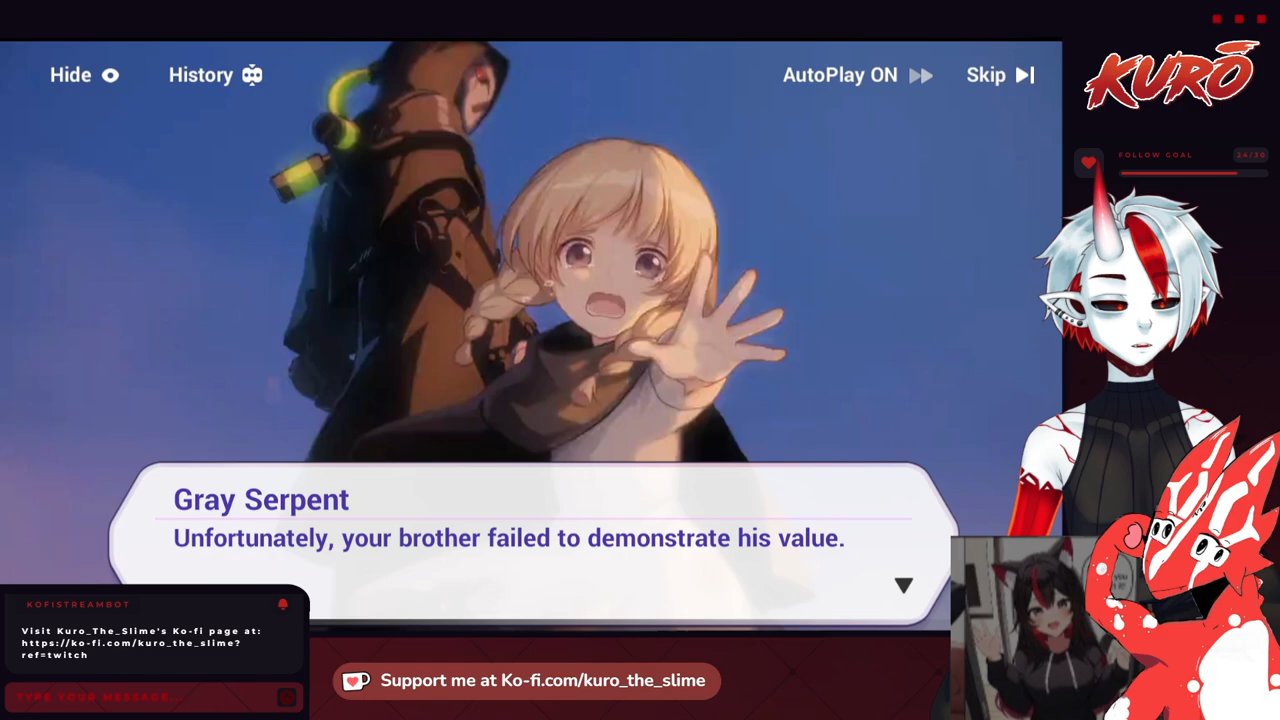 Hide
History
AutoPlay ON
Skip
KURO
FOLLOW GOAL
24/30
Gray Serpent
Unfortunately, your brother failed to demonstrate his value.
KOFISTREAMBOT
Visit Kuro_The_Slime's Ko-fi page at:
https://ko-fi.com/kuro_the_slime?
ref=twitch
TYPE YOUR MESSAGE...
Support me at Ko-fi.com/kuro_the_slime